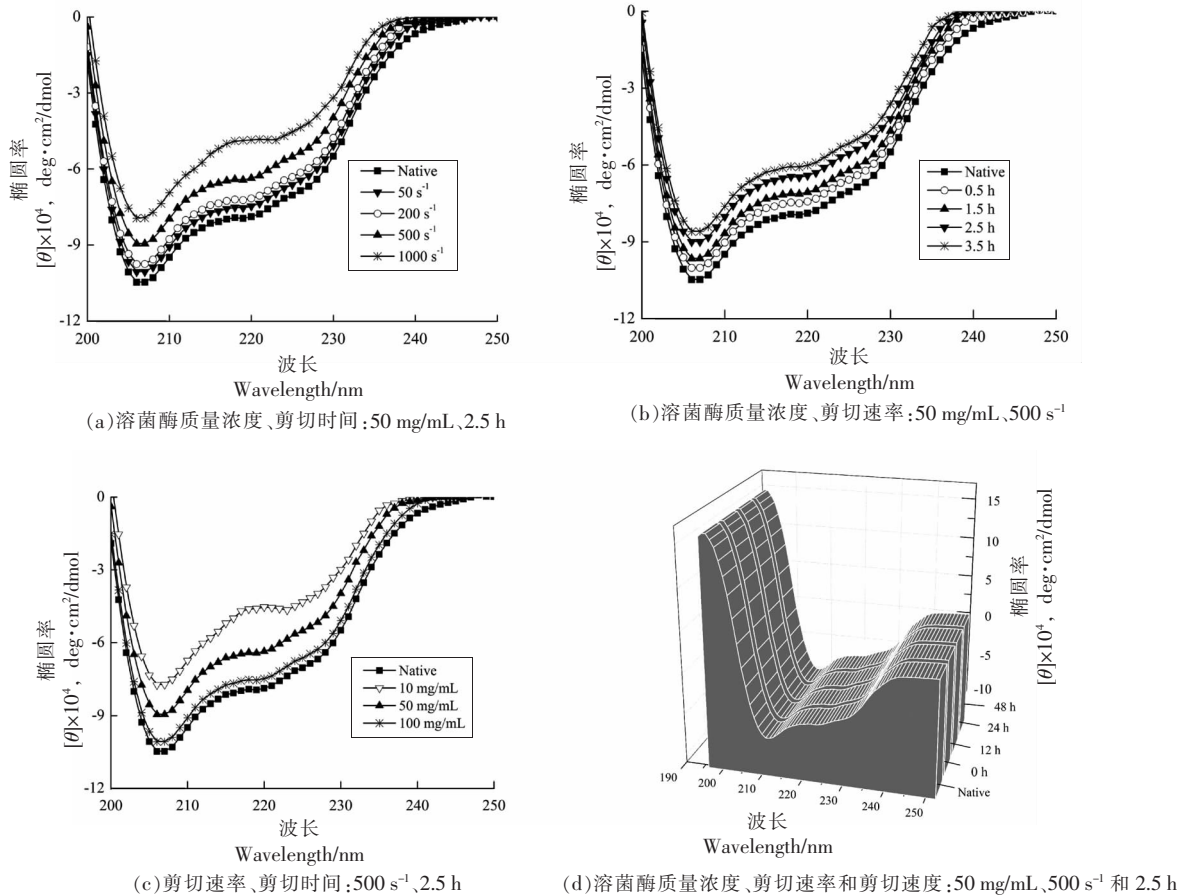 0
-3
-6
-9
-12
椭圆率
[θ]×10⁴, deg·cm²/dmol
Native
50 s⁻¹
200 s⁻¹
500 s⁻¹
1000 s⁻¹
200 210 220 230 240 250
波长
Wavelength/nm
(a)溶菌酶质量浓度、剪切时间:50 mg/mL、2.5 h
0
-3
-6
-9
-12
椭圆率
[θ]×10⁴, deg·cm²/dmol
Native
0.5 h
1.5 h
2.5 h
3.5 h
200 210 220 230 240 250
波长
Wavelength/nm
(b)溶菌酶质量浓度、剪切速率:50 mg/mL、500 s⁻¹
0
-3
-6
-9
-12
椭圆率
[θ]×10⁴, deg·cm²/dmol
Native
10 mg/mL
50 mg/mL
100 mg/mL
200 210 220 230 240 250
波长
Wavelength/nm
(c)剪切速率、剪切时间:500 s⁻¹、2.5 h
15
10
5
0
-5
-10
椭圆率
[θ]×10⁴, deg·cm²/dmol
48 h
24 h
12 h
0 h
Native
190 200 210 220 230 240 250
波长
Wavelength/nm
(d)溶菌酶质量浓度、剪切速率和剪切速度:50 mg/mL、500 s⁻¹ 和 2.5 h